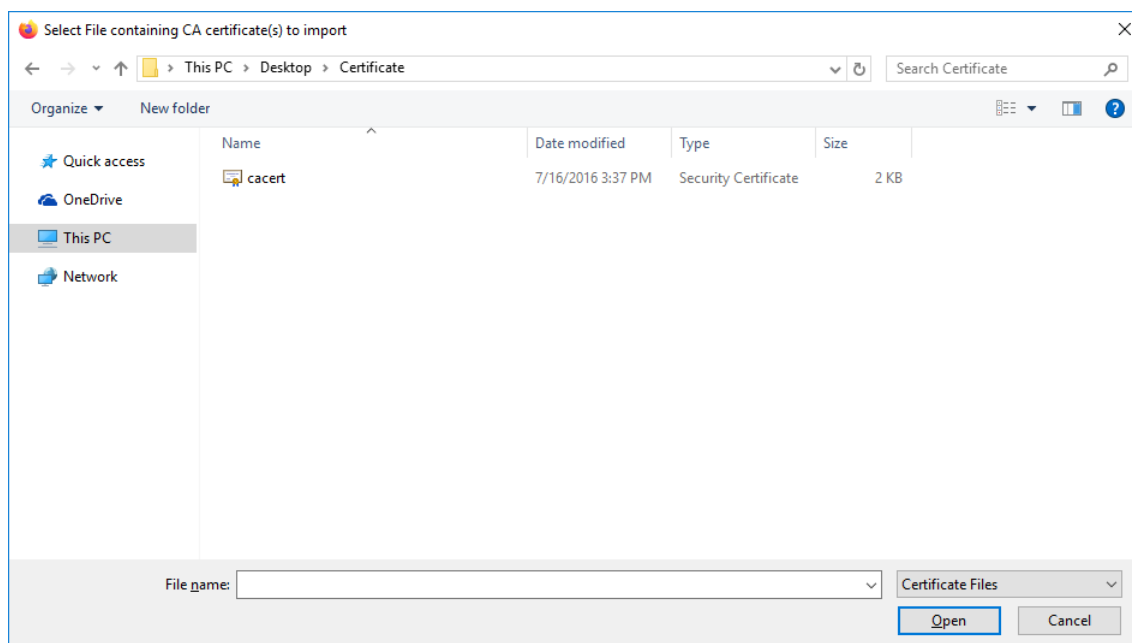 Select File containing CA certificate(s) to import
This PC > Desktop > Certificate
Search Certificate
Organize
New folder
?
Name
Date modified
Type
Size
Quick access
OneDrive
This PC
Network
cacert
7/16/2016 3:37 PM
Security Certificate
2 KB
File name:
Certificate Files
Open
Cancel